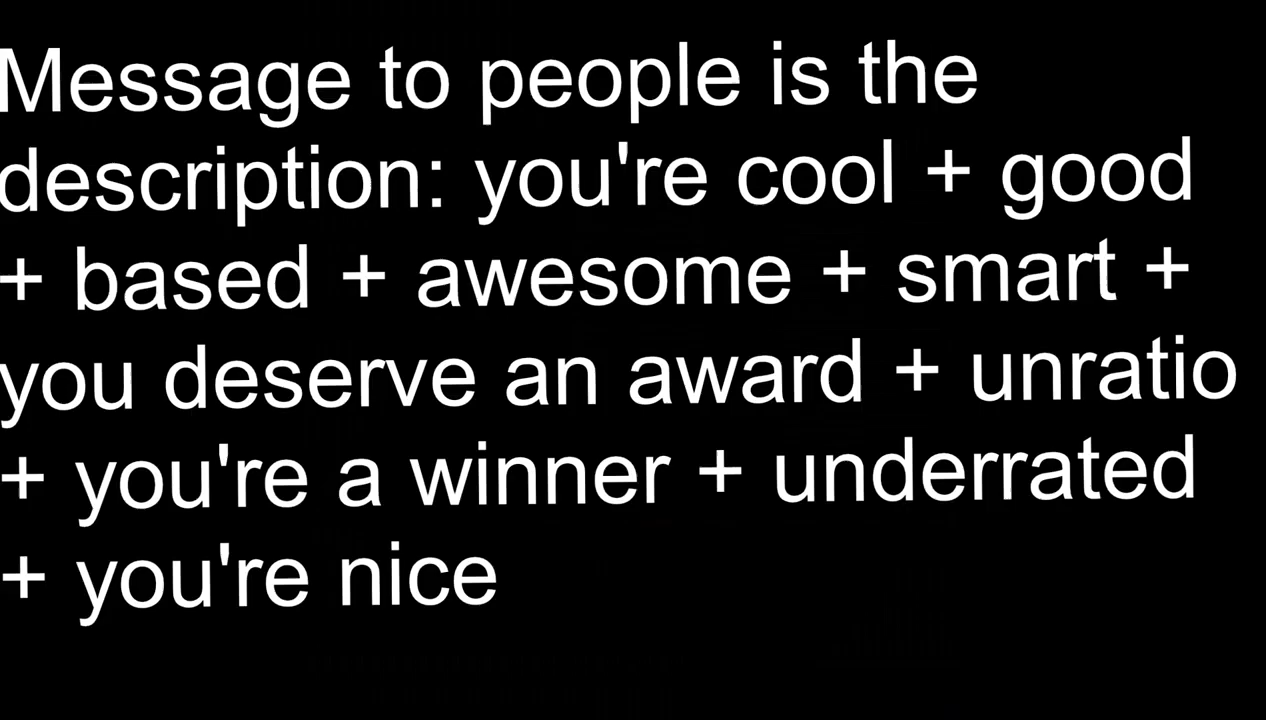 Message to people is the
description: you're cool + good
+ based + awesome + smart +
you deserve an award + unratio
+ you're a winner + underrated
+ you're nice